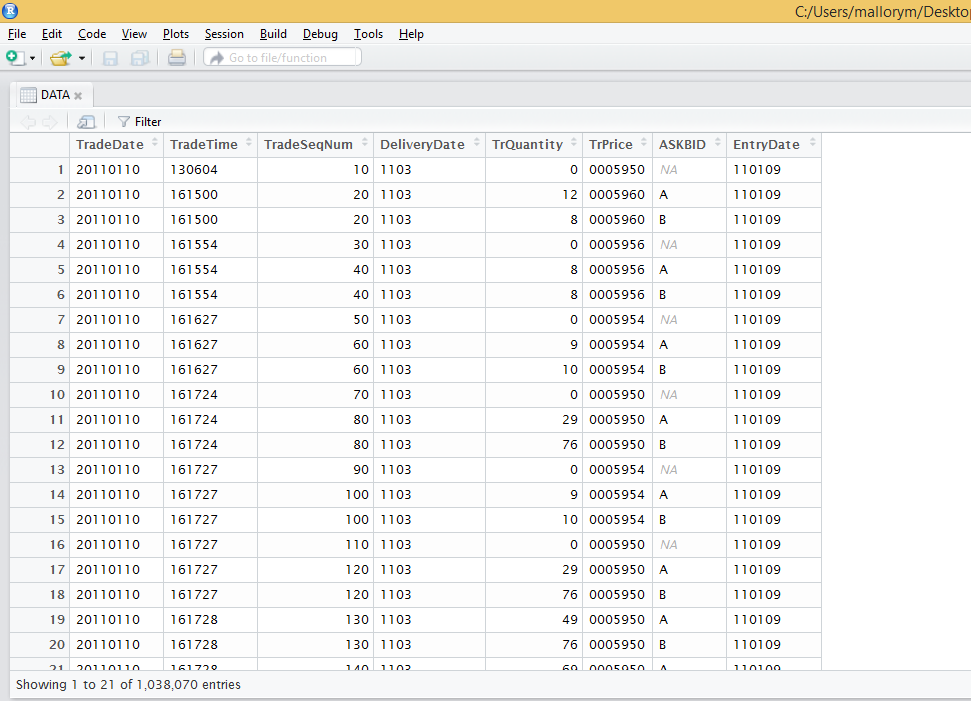 C:/Users/mallorym/Deskto
File Edit Code View Plots Session Build Debug Tools Help
Go to file/function
DATA
Filter
TradeDate TradeTime TradeSeqNum DeliveryDate TrQuantity TrPrice ASKBID EntryDate
1 20110110 130604 10 1103 0 0005950 NA 110109
2 20110110 161500 20 1103 12 0005960 A 110109
3 20110110 161500 20 1103 8 0005960 B 110109
4 20110110 161554 30 1103 0 0005956 NA 110109
5 20110110 161554 40 1103 8 0005956 A 110109
6 20110110 161554 40 1103 8 0005956 B 110109
7 20110110 161627 50 1103 0 0005954 NA 110109
8 20110110 161627 60 1103 9 0005954 A 110109
9 20110110 161627 60 1103 10 0005954 B 110109
10 20110110 161724 70 1103 0 0005950 NA 110109
11 20110110 161724 80 1103 29 0005950 A 110109
12 20110110 161724 80 1103 76 0005950 B 110109
13 20110110 161727 90 1103 0 0005954 NA 110109
14 20110110 161727 100 1103 9 0005954 A 110109
15 20110110 161727 100 1103 10 0005954 B 110109
16 20110110 161727 110 1103 0 0005950 NA 110109
17 20110110 161727 120 1103 29 0005950 A 110109
18 20110110 161727 120 1103 76 0005950 B 110109
19 20110110 161728 130 1103 49 0005950 A 110109
20 20110110 161728 130 1103 76 0005950 B 110109
21 20110110 161728 140 1103 69 0005950 A 110109
Showing 1 to 21 of 1,038,070 entries